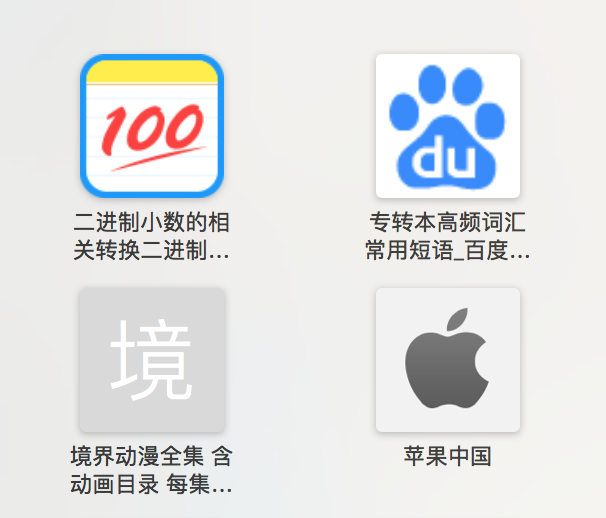 100
du
二进制小数的相
关转换二进制...
专转本高频词汇
常用短语_百度...
境
境界动漫全集 含
动画目录 每集...
苹果中国